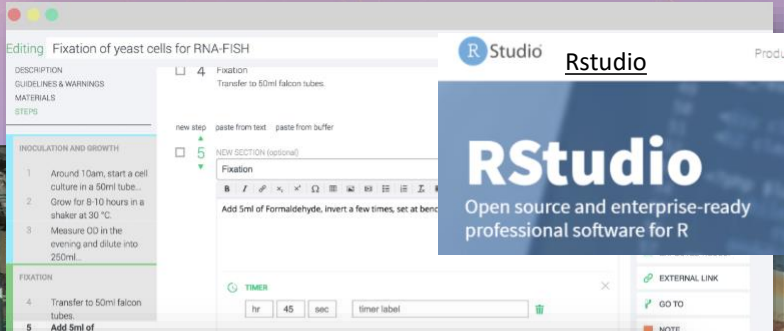 Editing Fixation of yeast cells for RNA-FISH
DESCRIPTION
GUIDELINES & WARNINGS
MATERIALS
STEPS
INOCULATION AND GROWTH
1 Around 10am, start a cell
culture in a 50ml tube...
2 Grow for 8-10 hours in a
shaker at 30 °C.
3 Measure OD in the
evening and dilute into
250ml...
FIXATION
4 Transfer to 50ml falcon
tubes.
5 Add 5ml of
4 Fixation
Transfer to 50ml falcon tubes.
new step paste from text paste from buffer
5 NEW SECTION (optional)
Fixation
B I
Add 5ml of Formaldehyde, invert a few times, set at benc
TIMER
hr 45 sec timer label
R Studio
Rstudio
Produ
RStudio
Open source and enterprise-ready
professional software for R
EXTERNAL LINK
GO TO
NOTE